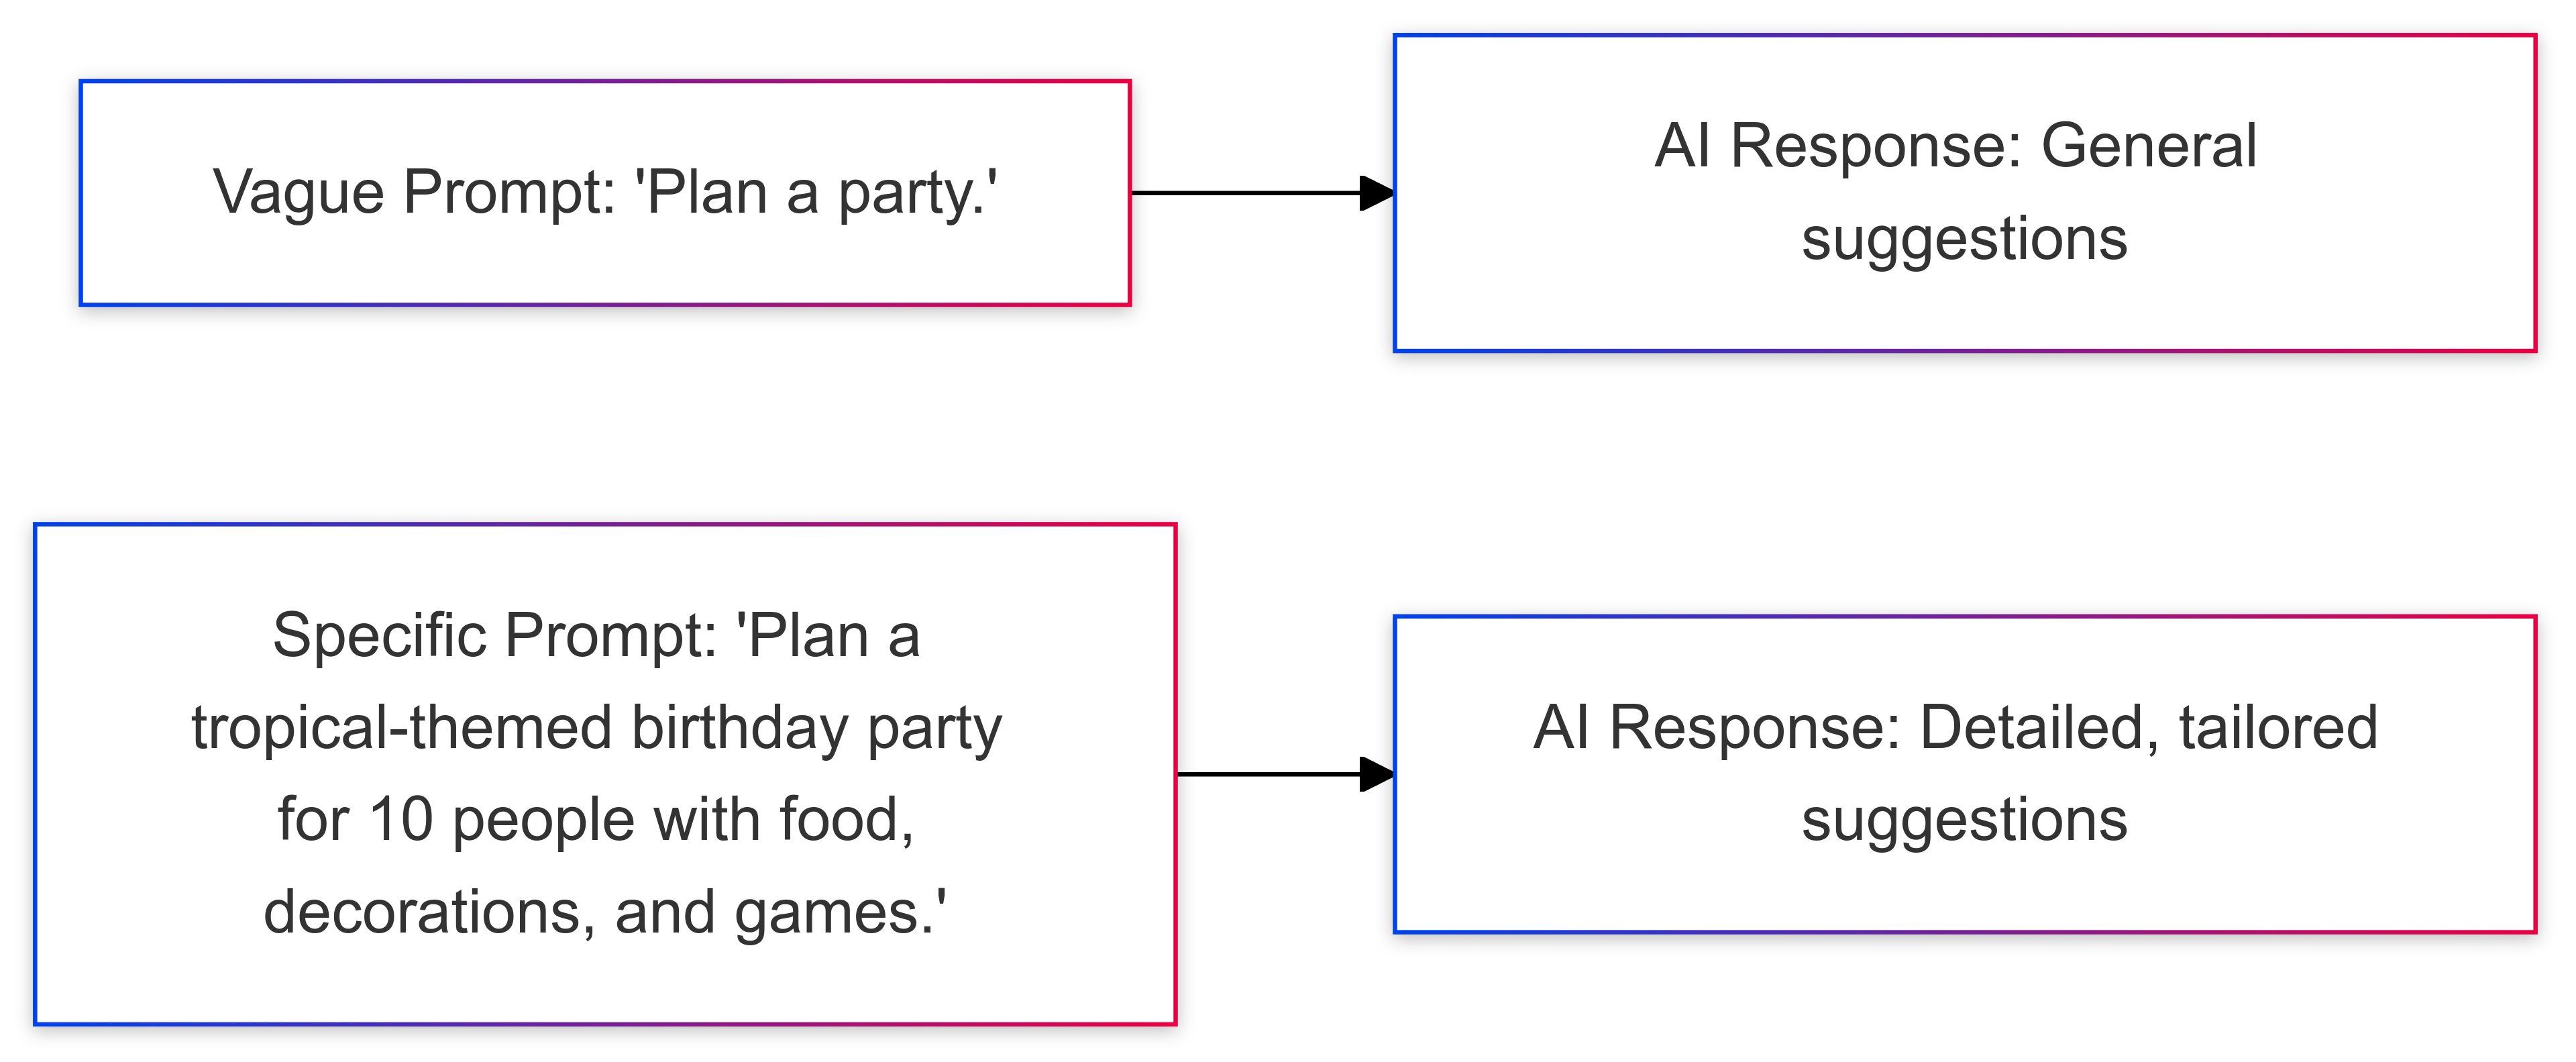 Vague Prompt: 'Plan a party.'
AI Response: General
suggestions
Specific Prompt: 'Plan a
tropical-themed birthday party
for 10 people with food,
decorations, and games.'
AI Response: Detailed, tailored
suggestions